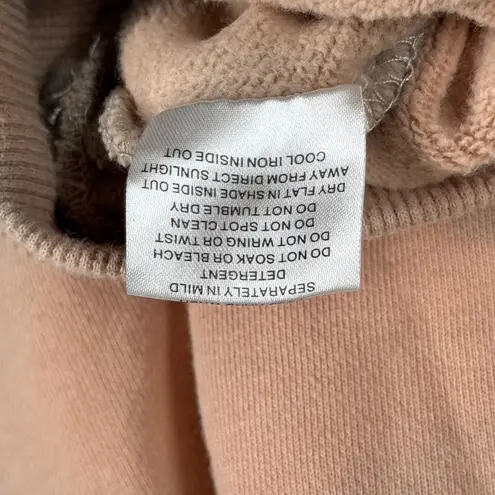 SEPARATELY IN MILD
DETERGENT
DO NOT SOAK OR BLEACH
DO NOT WRING OR TWIST
DO NOT SPOT CLEAN
DO NOT TUMBLE DRY
DRY FLAT IN SHADE INSIDE OUT
AWAY FROM DIRECT SUNLIGHT
COOL IRON INSIDE OUT